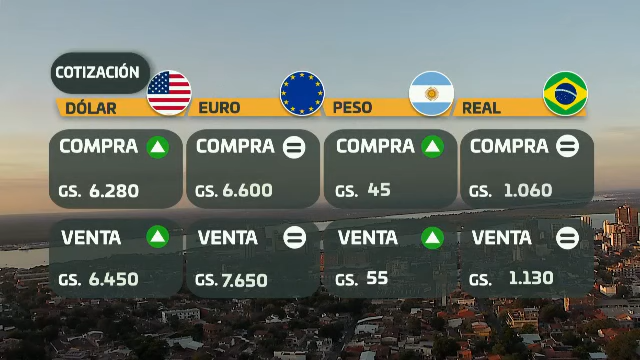 COTIZACIÓN
DÓLAR EURO PESO REAL
COMPRA COMPRA COMPRA COMPRA
GS. 6.280 GS. 6.600 GS. 45 GS. 1.060
VENTA VENTA VENTA VENTA
GS. 6.450 GS. 7.650 GS. 55 GS. 1.130